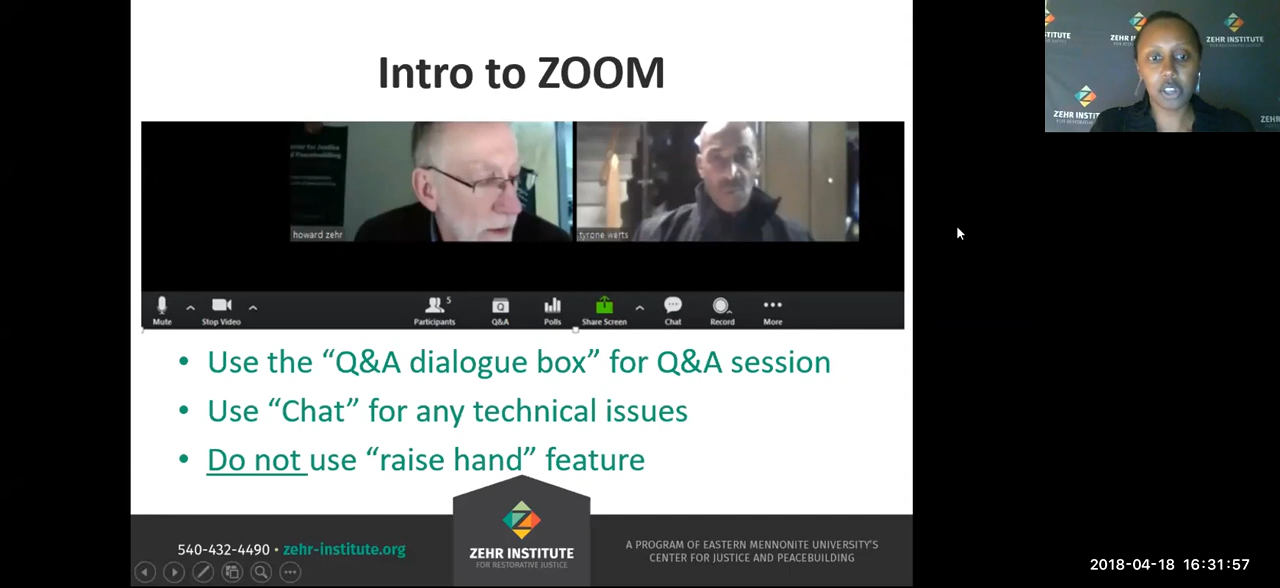 Intro to ZOOM
ZEHR INSTITUTE
FOR RESTORATIVE JUSTICE
ZEHR INSTITUTE
howard zehr
tyrone werts
Mute
Stop Video
5
Participants
Q&A
Polls
Share Screen
Chat
Record
More
• Use the “Q&A dialogue box” for Q&A session
• Use “Chat” for any technical issues
• Do not use “raise hand” feature
540-432-4490 • zehr-institute.org
ZEHR INSTITUTE
FOR RESTORATIVE JUSTICE
A PROGRAM OF EASTERN MENNONITE UNIVERSITY'S
CENTER FOR JUSTICE AND PEACEBUILDING
2018-04-18 16:31:57